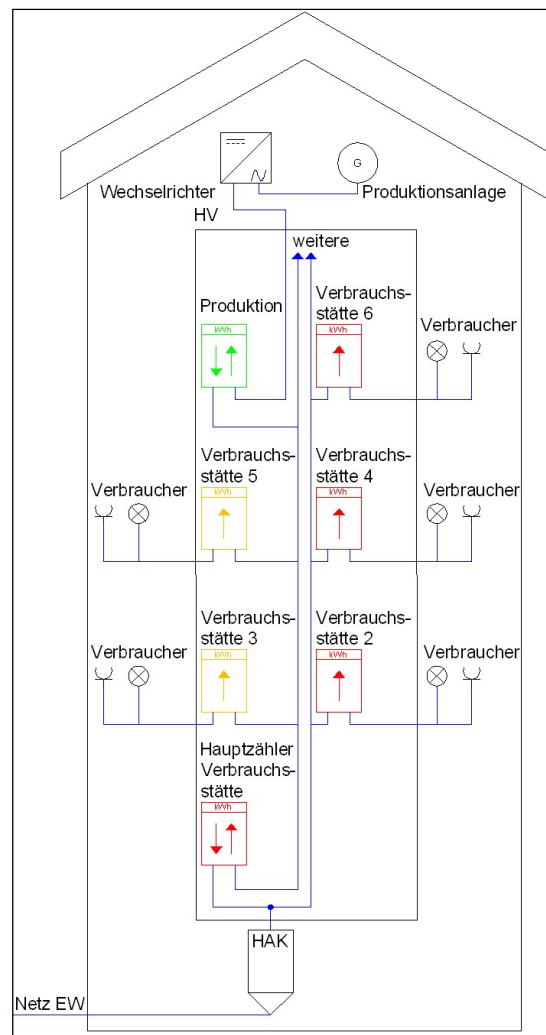 G
Wechselrichter
Produktionsanlage
HV
weitere
Produktion
kWh
Verbrauchs-
stätte 6
kWh
Verbraucher
Verbraucher
Verbrauchs-
stätte 5
kWh
Verbrauchs-
stätte 4
kWh
Verbraucher
Verbraucher
Verbrauchs-
stätte 3
kWh
Verbrauchs-
stätte 2
kWh
Verbraucher
Hauptzähler
Verbrauchs-
stätte
kWh
HAK
Netz EW